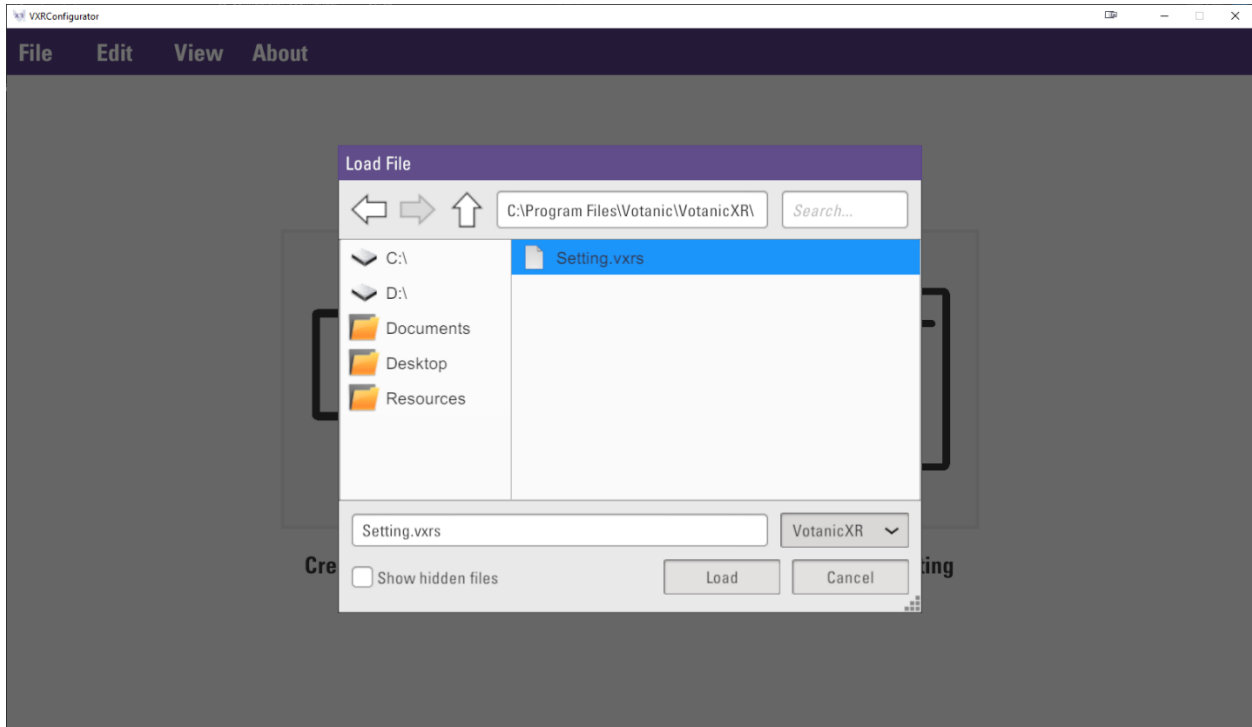 VXRConfigurator
File Edit View About
Load File
C:\Program Files\Votanic\VotanicXR\ Search...
C:\ Setting.vxrs
D:\
Documents
Desktop
Resources
Setting.vxrs VotanicXR
Cre ting
Show hidden files Load Cancel